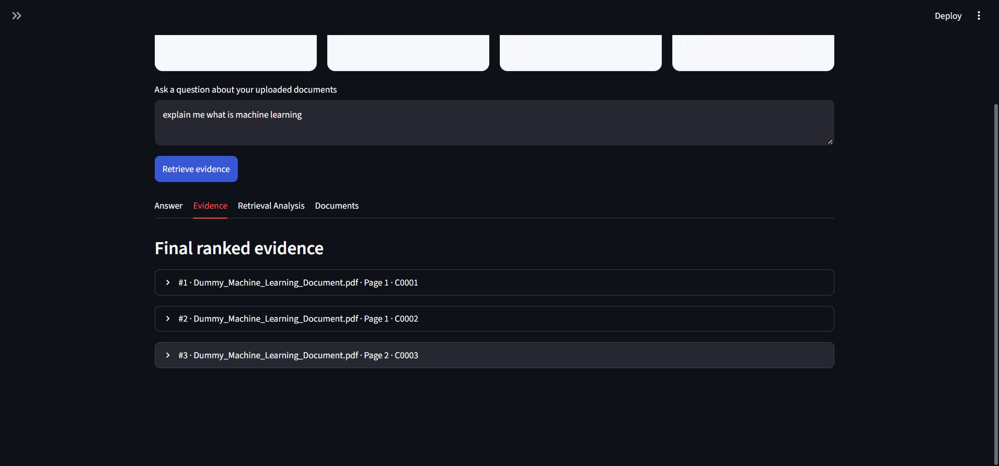 Deploy
1
2
3
Hybrid + Oll...
Ask a question about your uploaded documents
explain me what is machine learning
Retrieve evidence
Answer Evidence Retrieval Analysis Documents
Final ranked evidence
#1 · Dummy_Machine_Learning_Document.pdf · Page 1 · C0001
#2 · Dummy_Machine_Learning_Document.pdf · Page 1 · C0002
#3 · Dummy_Machine_Learning_Document.pdf · Page 2 · C0003